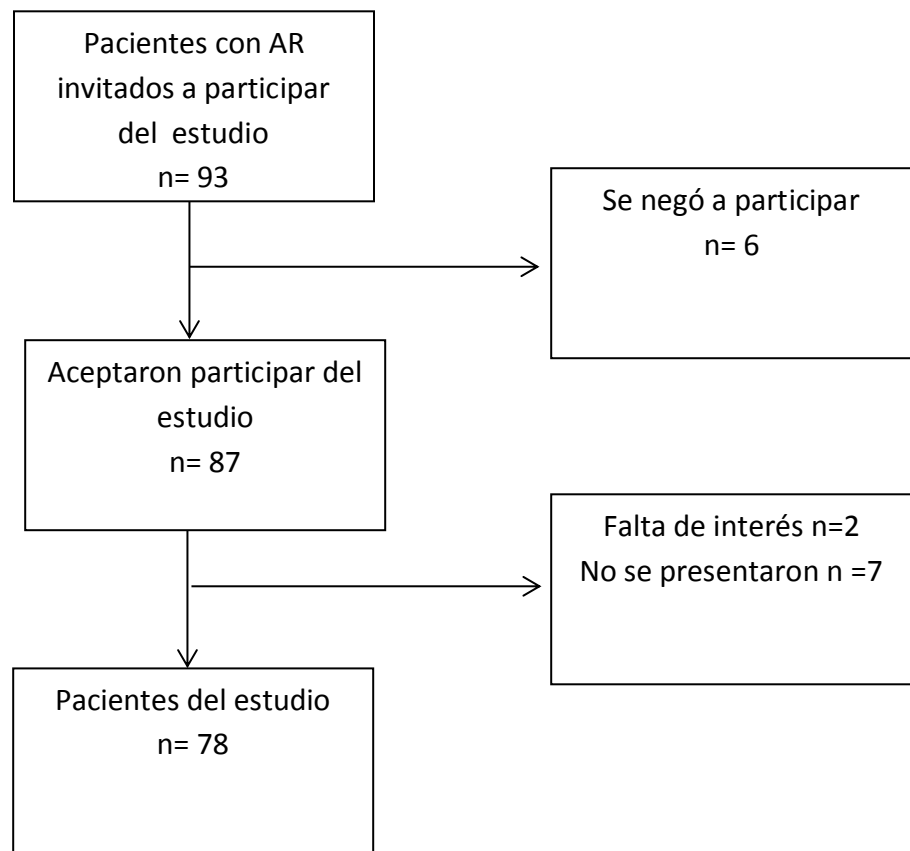 Pacientes con AR
invitados a participar
del estudio
n= 93
Se negó a participar
n= 6
Aceptaron participar del
estudio
n= 87
Falta de interés n=2
No se presentaron n =7
Pacientes del estudio
n= 78